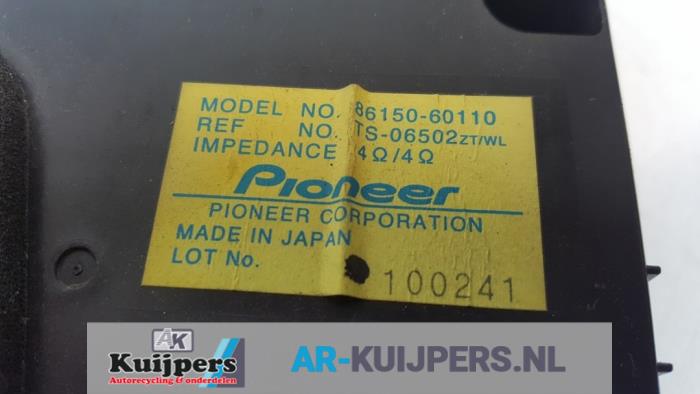 MODEL NO. 86150-60110
REF NO. TS-06502ZT/WL
IMPEDANCE 4Ω/4Ω
Pioneer
PIONEER CORPORATION
MADE IN JAPAN
LOT No.
100241
AK
Kuijpers
Autorecycling & onderdelen
AR-KUIJPERS.NL